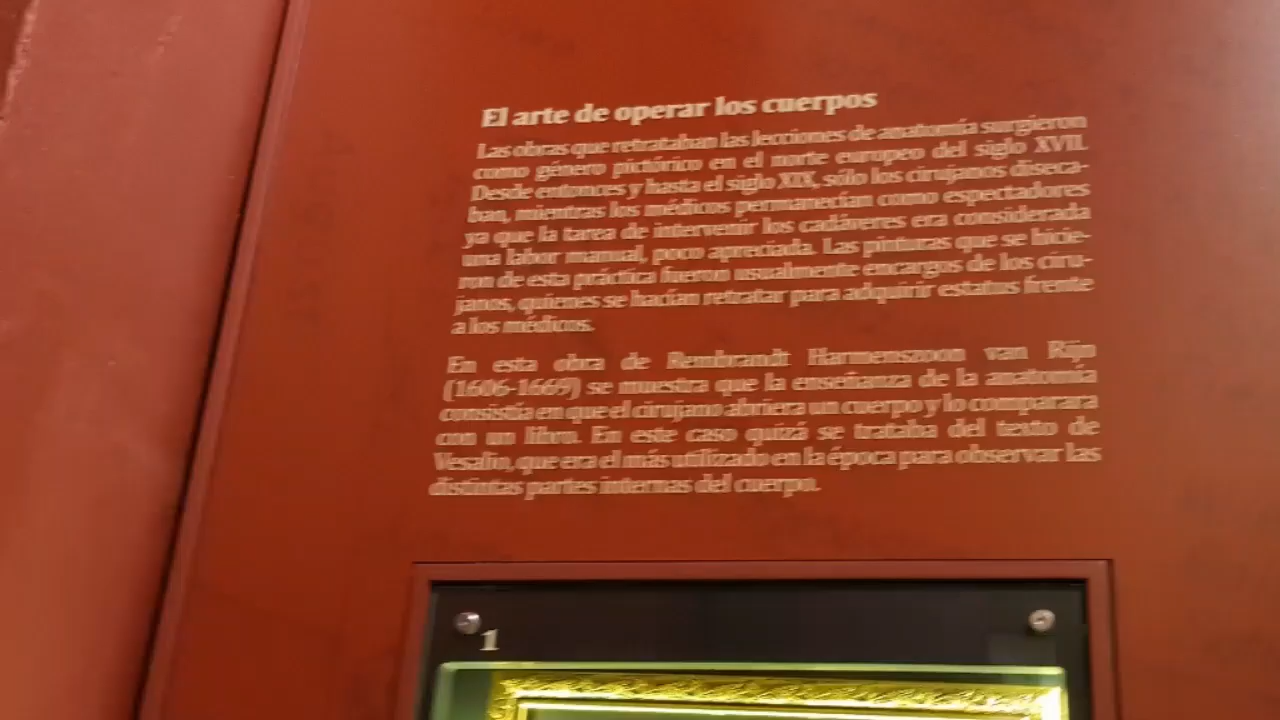 El arte de operar los cuerpos
Las obras que retrataban las lecciones de anatomía surgieron
como género pictórico en el norte europeo del siglo XVII.
Desde entonces y hasta el siglo XIX, sólo los cirujanos diseca-
ban, mientras los médicos permanecían como espectadores
ya que la tarea de intervenir los cadáveres era considerada
una labor manual, poco apreciada. Las pinturas que se hicie-
ron de esta práctica fueron usualmente encargos de los ciru-
janos, quienes se hacían retratar para adquirir estatus frente
a los médicos.
En esta obra de Rembrandt Harmenszoon van Rijn
(1606-1669) se muestra que la enseñanza de la anatomía
consistía en que el cirujano abriera un cuerpo y lo comparara
con un libro. En este caso quizá se trataba del texto de
Vesalio, que era el más utilizado en la época para observar las
distintas partes internas del cuerpo.
1